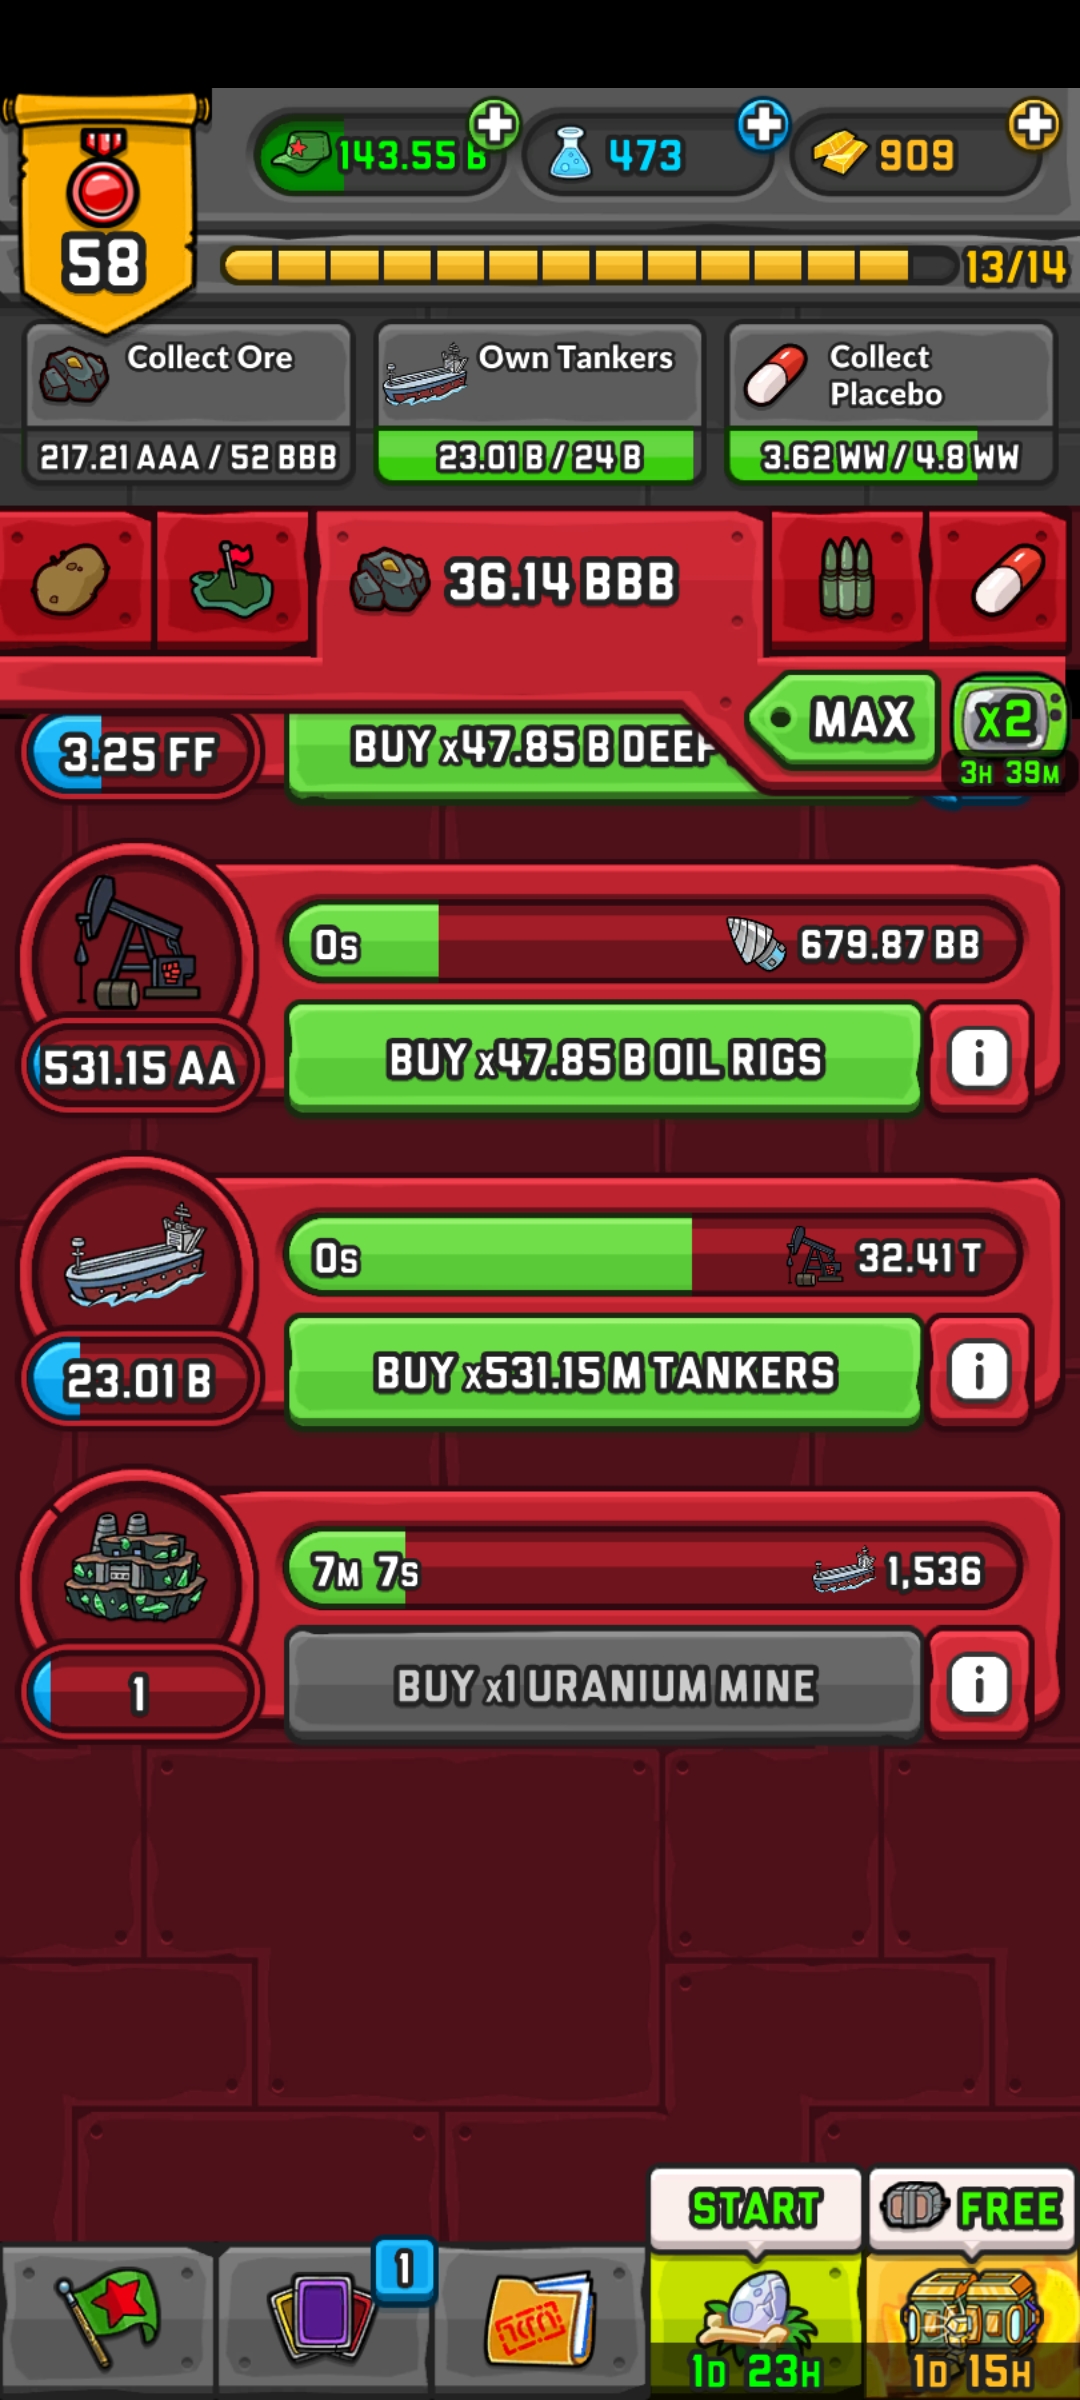 58
143.55 B
473
909
13/14
Collect Ore
217.21 AAA / 52 BBB
Own Tankers
23.01 B / 24 B
Collect
Placebo
3.62 WW / 4.8 WW
36.14 BBB
MAX
x2
3H 39M
3.25 FF
BUY x47.85 B DEEP
0s
679.87 BB
531.15 AA
BUY x47.85 B OIL RIGS
i
0s
32.41 T
23.01 B
BUY x531.15 M TANKERS
i
7M 7s
1,536
1
BUY x1 URANIUM MINE
i
START
FREE
1
1D 23H
1D 15H